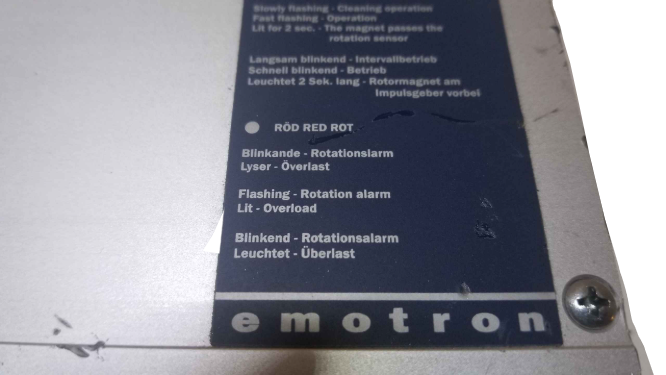 Slowly flashing - Cleaning operation
Fast flashing - Operation
Lit for 2 sec. - The magnet passes the
rotation sensor
Langsam blinkend - Intervallbetrieb
Schnell blinkend - Betrieb
Leuchtet 2 Sek. lang - Rotormagnet am
Impulsgeber vorbei
RÖD RED ROT
Blinkande - Rotationslarm
Lyser - Överlast
Flashing - Rotation alarm
Lit - Overload
Blinkend - Rotationsalarm
Leuchtet - Überlast
emotron